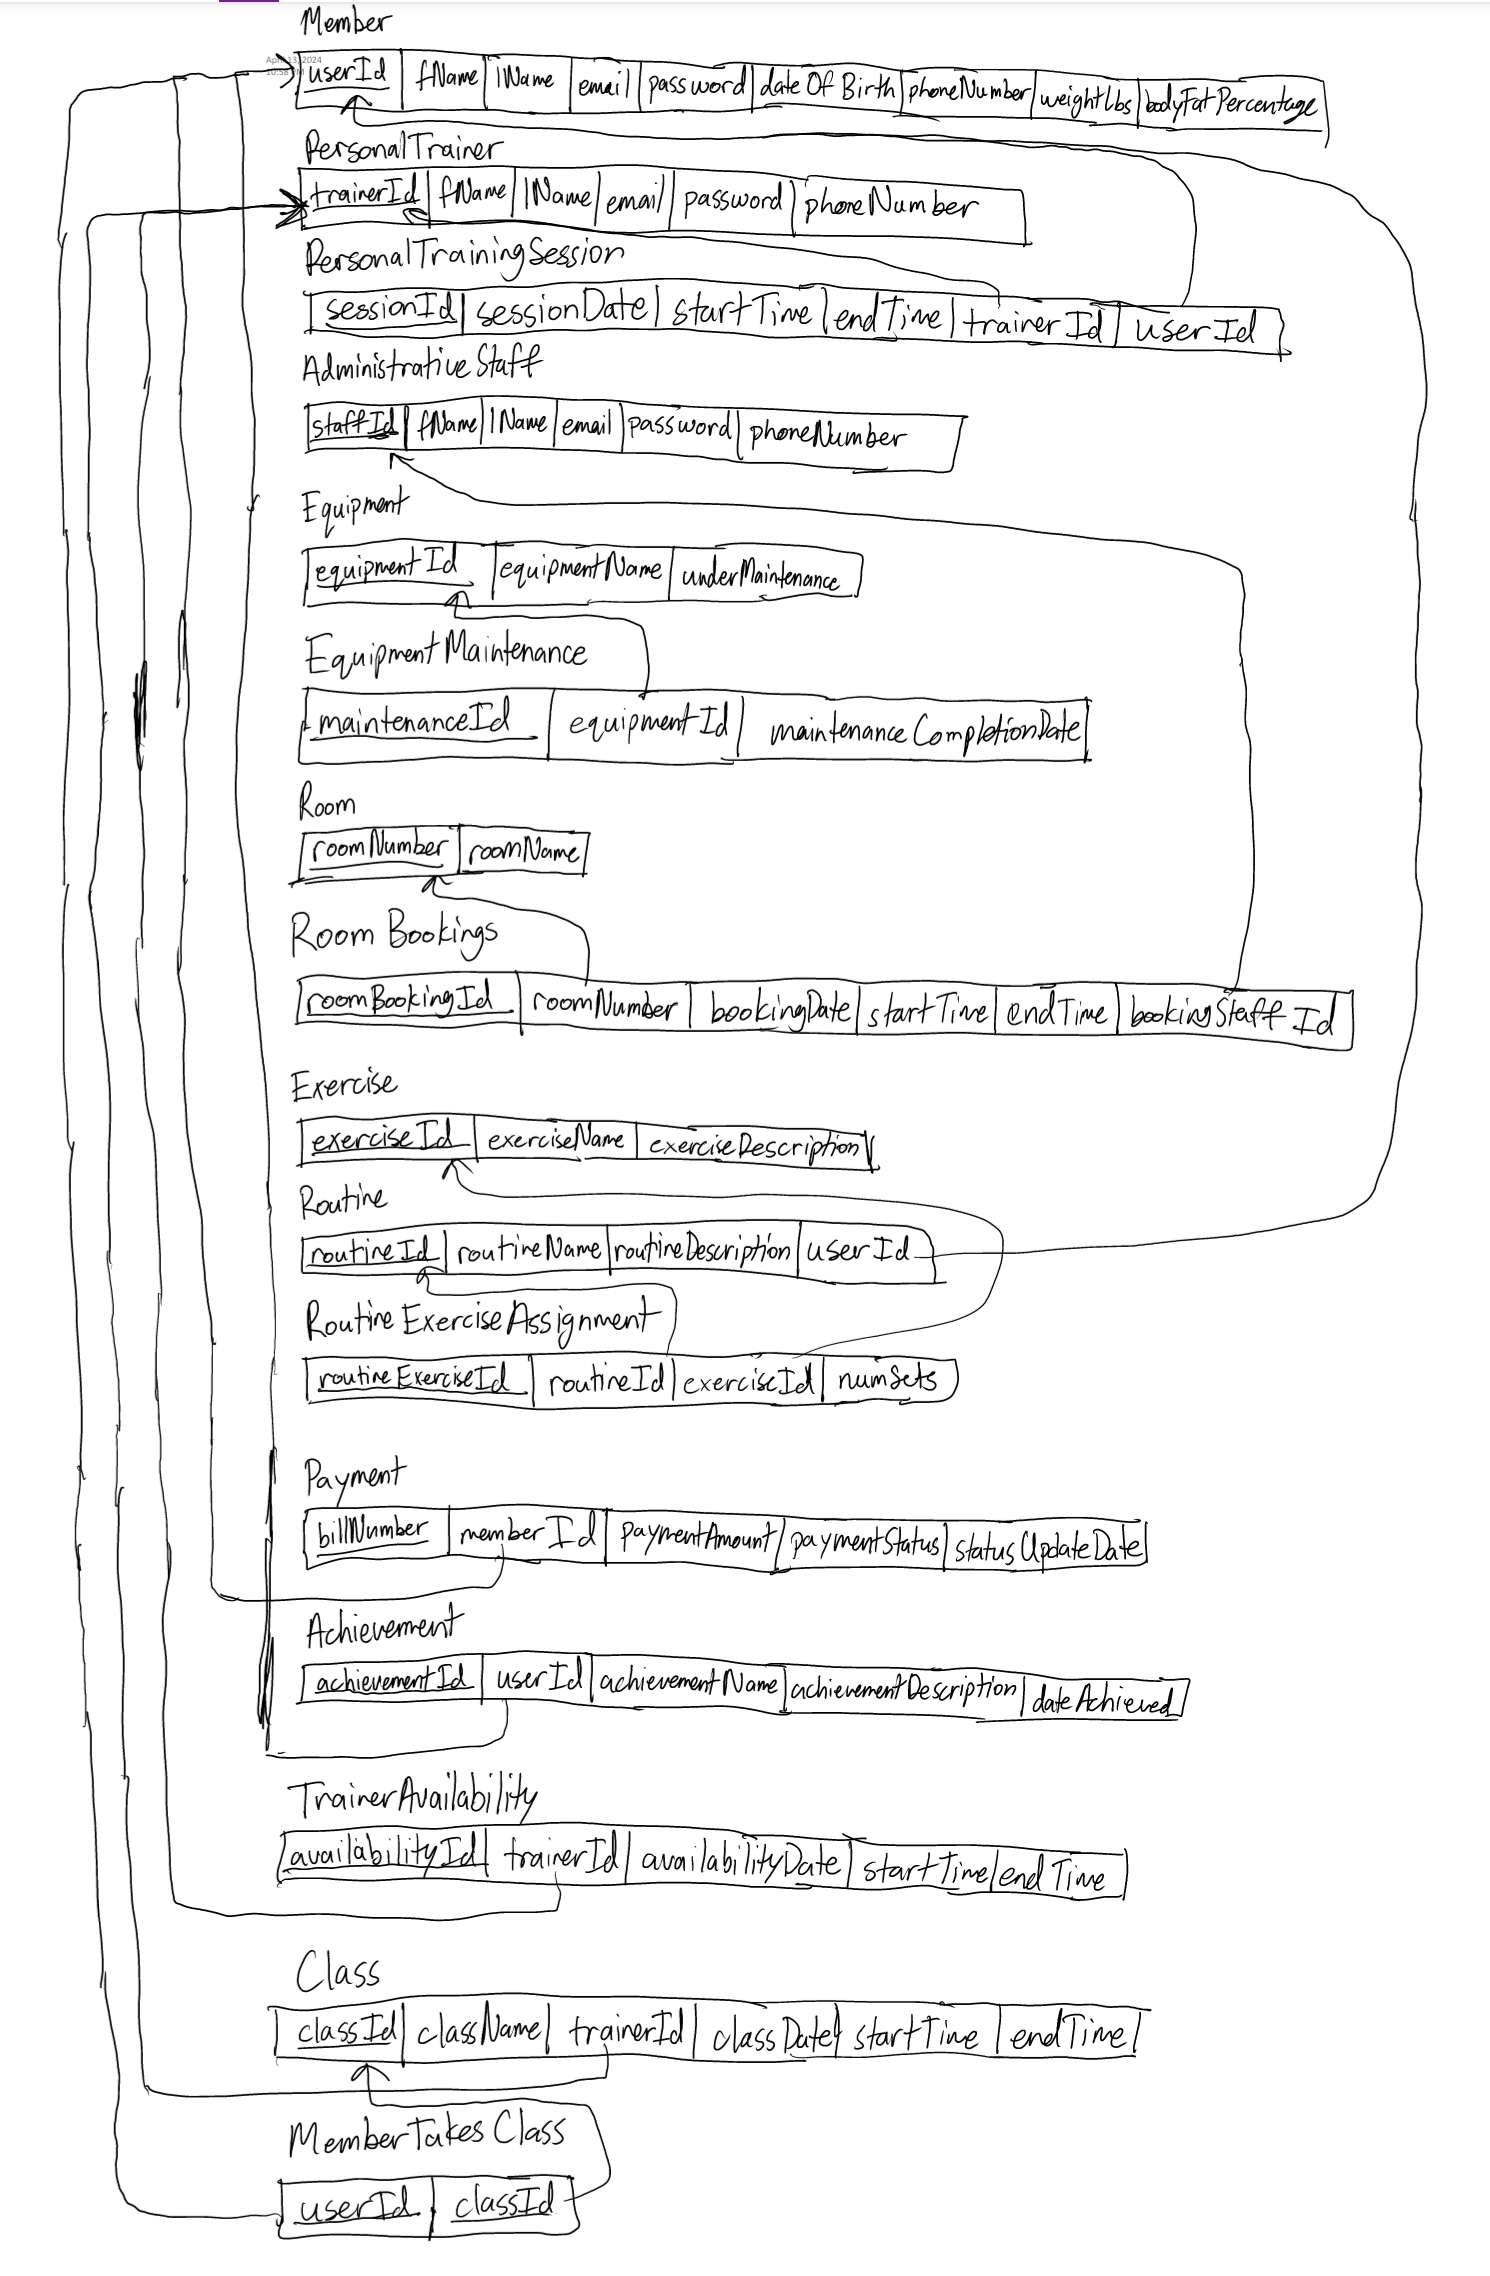 Member
April 13, 2024
10:58 PM
userId fName lName email password dateOfBirth phoneNumber weightLbs bodyFatPercentage
PersonalTrainer
trainerId fName lName email password phoneNumber
PersonalTrainingSession
sessionId sessionDate startTime endTime trainerId userId
AdministrativeStaff
staffId fName lName email password phoneNumber
Equipment
equipmentId equipmentName underMaintenance
EquipmentMaintenance
maintenanceId equipmentId maintenanceCompletionDate
Room
roomNumber roomName
Room Bookings
roomBookingId roomNumber bookingDate startTime endTime bookingStaffId
Exercise
exerciseId exerciseName exerciseDescription
Routine
routineId routineName routineDescription userId
RoutineExerciseAssignment
routineExerciseId routineId exerciseId numSets
Payment
billNumber memberId paymentAmount paymentStatus statusUpdateDate
Achievement
achievementId userId achievementName achievementDescription dateAchieved
TrainerAvailability
availabilityId trainerId availabilityDate startTime endTime
Class
classId className trainerId classDate startTime endTime
MemberTakesClass
userId classId